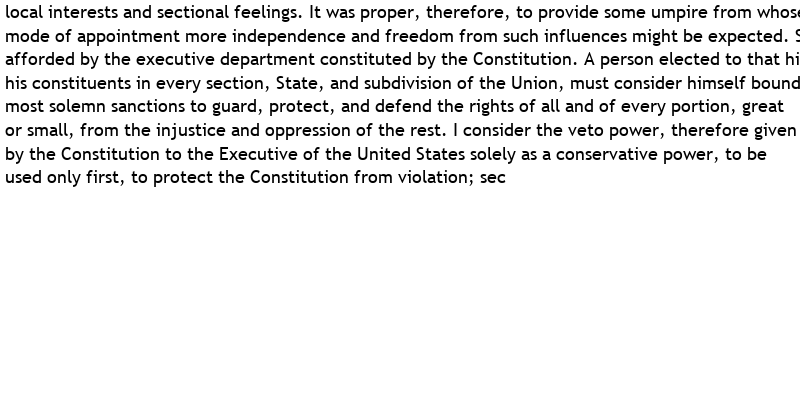 local interests and sectional feelings. It was proper, therefore, to provide some umpire from whose
mode of appointment more independence and freedom from such influences might be expected. S
afforded by the executive department constituted by the Constitution. A person elected to that hi
his constituents in every section, State, and subdivision of the Union, must consider himself bound
most solemn sanctions to guard, protect, and defend the rights of all and of every portion, great
or small, from the injustice and oppression of the rest. I consider the veto power, therefore given
by the Constitution to the Executive of the United States solely as a conservative power, to be
used only first, to protect the Constitution from violation; sec